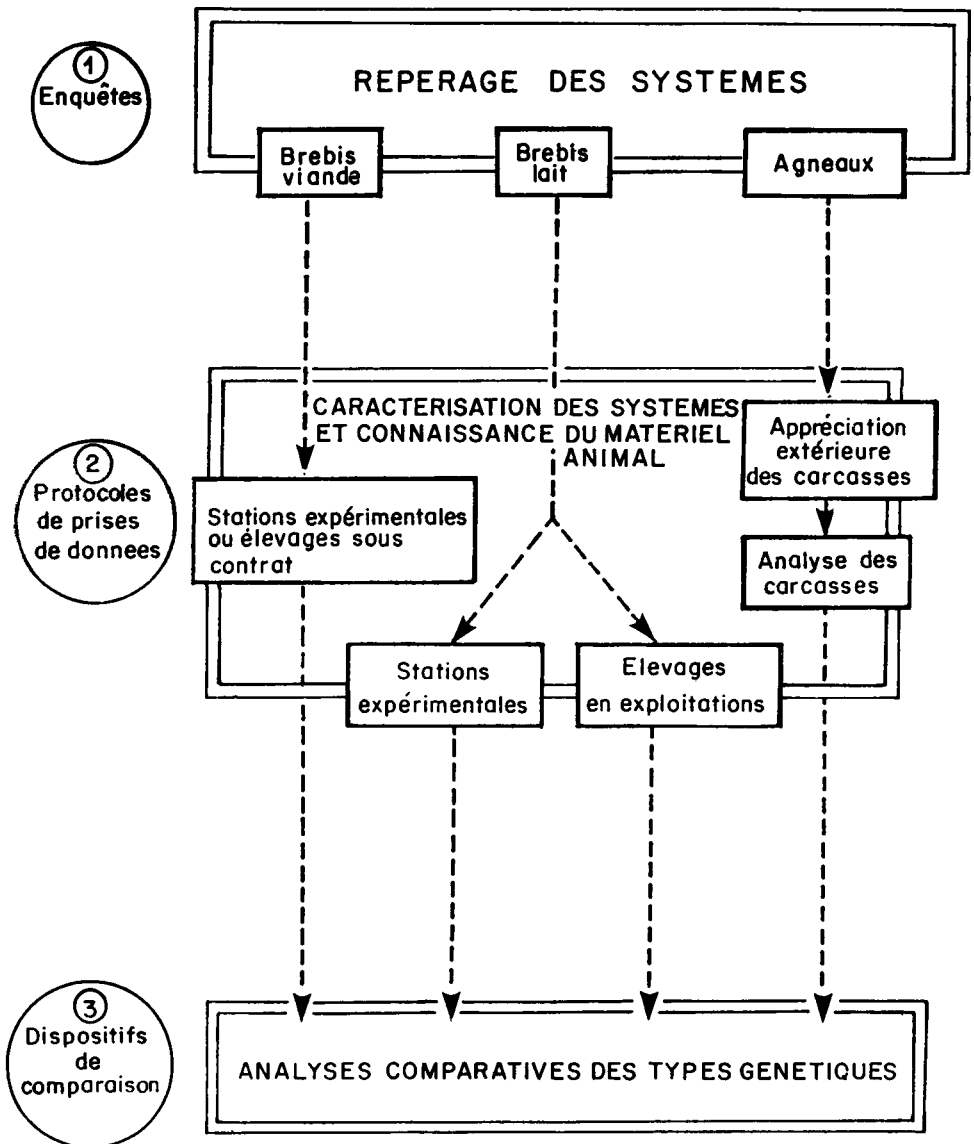 1
Enquêtes
REPERAGE DES SYSTEMES
Brebis
viande
Brebis
lait
Agneaux
2
Protocoles
de prises
de donnees
CARACTERISATION DES SYSTEMES
ET CONNAISSANCE DU MATERIEL
ANIMAL
Appréciation
extérieure
des carcasses
Stations expérimentales
ou élevages sous
contrat
Analyse des
carcasses
Stations
expérimentales
Elevages
en exploitations
3
Dispositifs
de
comparaison
ANALYSES COMPARATIVES DES TYPES GENETIQUES